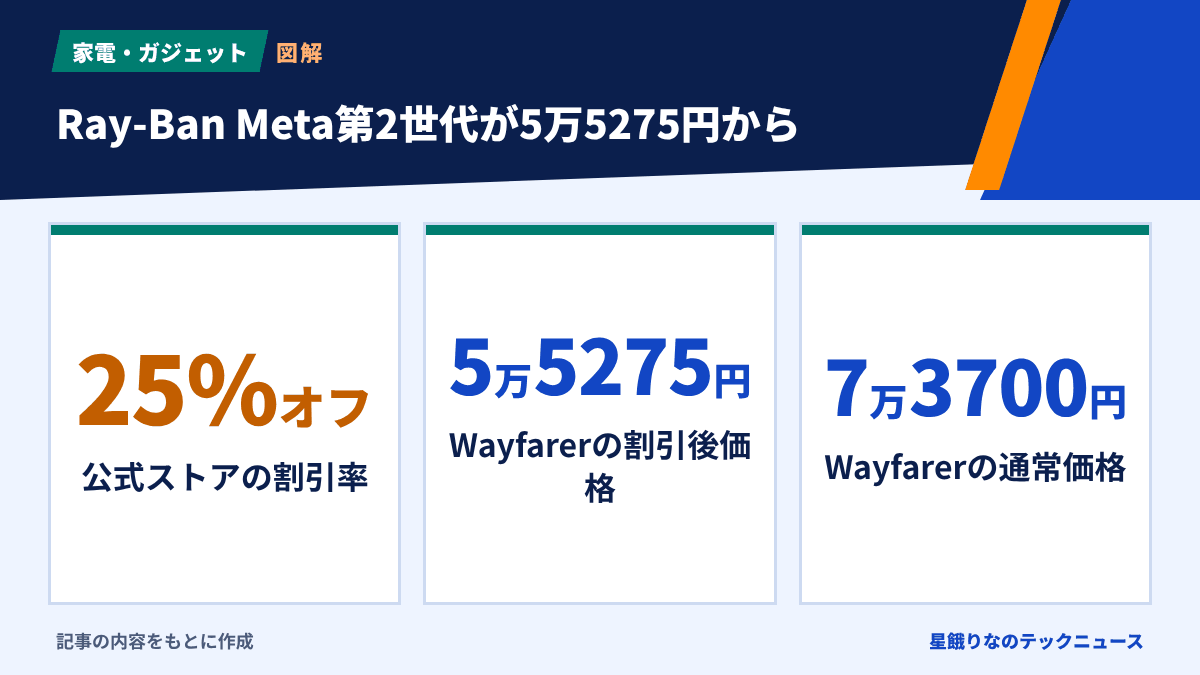 家電・ガジェット 図解
Ray-Ban Meta第2世代が5万5275円から
25%オフ
公式ストアの割引率
5万5275円
Wayfarerの割引後価
格
7万3700円
Wayfarerの通常価格
記事の内容をもとに作成
星餓りなのテックニュース